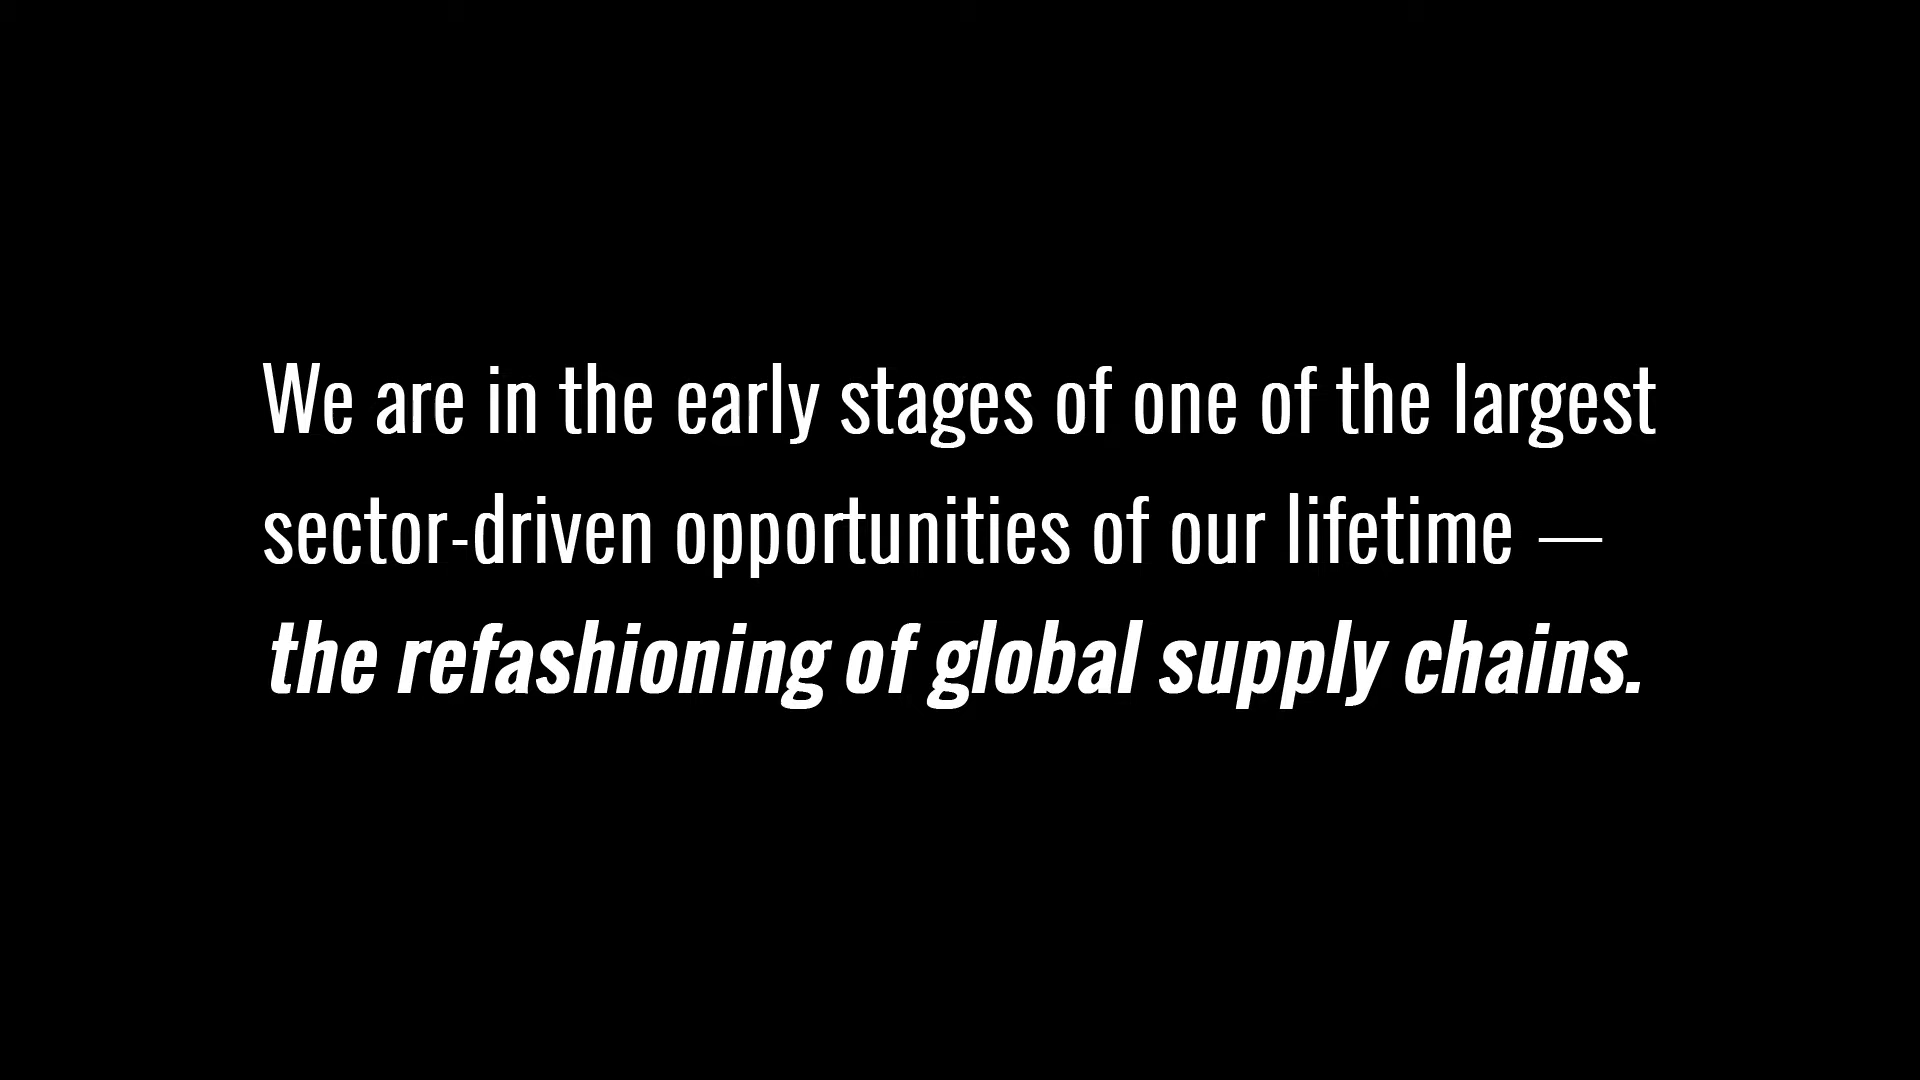 We are in the early stages of one of the largest
sector-driven opportunities of our lifetime —
the refashioning of global supply chains.